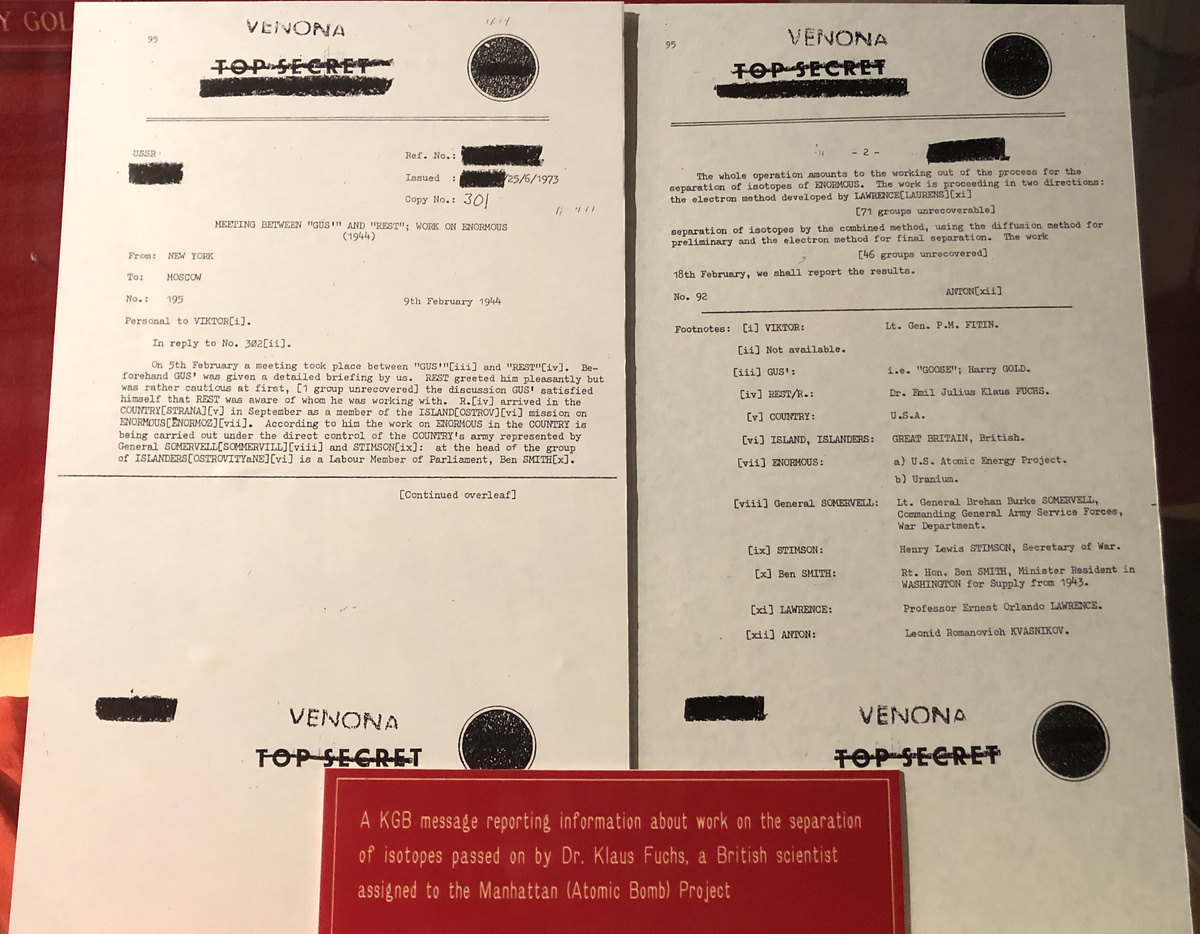 Y GOL
95
VENONA
TOP SECRET
USSR
Ref. No.:
Issued : /25/6/1973
Copy No.: 301
MEETING BETWEEN "GUS'" AND "REST"; WORK ON ENORMOUS
(1944)
From: NEW YORK
To: MOSCOW
No.: 195
9th February 1944
Personal to VIKTOR[i].
In reply to No. 302[ii].
On 5th February a meeting took place between "GUS'"[iii] and "REST"[iv]. Be-
forehand GUS' was given a detailed briefing by us. REST greeted him pleasantly but
was rather cautious at first, [1 group unrecovered] the discussion GUS' satisfied
himself that REST was aware of whom he was working with. R.[iv] arrived in the
COUNTRY[STRANA][v] in September as a member of the ISLAND[OSTROV][vi] mission on
ENORMOUS[ENORMOZ][vii]. According to him the work on ENORMOUS in the COUNTRY is
being carried out under the direct control of the COUNTRY's army represented by
General SOMERVELL[SOMMERVILL][viii] and STIMSON[ix]: at the head of the group
of ISLANDERS[OSTROVITYaNE][vi] is a Labour Member of Parliament, Ben SMITH[x].
[Continued overleaf]
VENONA
TOP SECRET
95
VENONA
TOP SECRET
- 2 -
The whole operation amounts to the working out of the process for the
separation of isotopes of ENORMOUS. The work is proceeding in two directions:
the electron method developed by LAWRENCE[LAURENS][xi]
[71 groups unrecoverable]
separation of isotopes by the combined method, using the diffusion method for
preliminary and the electron method for final separation. The work
[46 groups unrecovered]
18th February, we shall report the results.
No. 92
ANTON[xii]
Footnotes: [i] VIKTOR: Lt. Gen. P.M. FITIN.
[ii] Not available.
[iii] GUS': i.e. "GOOSE"; Harry GOLD.
[iv] REST/R.: Dr. Emil Julius Klaus FUCHS.
[v] COUNTRY: U.S.A.
[vi] ISLAND, ISLANDERS: GREAT BRITAIN, British.
[vii] ENORMOUS: a) U.S. Atomic Energy Project.
b) Uranium.
[viii] General SOMERVELL: Lt. General Brehan Burke SOMERVELL,
Commanding General Army Service Forces,
War Department.
[ix] STIMSON: Henry Lewis STIMSON, Secretary of War.
[x] Ben SMITH: Rt. Hon. Ben SMITH, Minister Resident in
WASHINGTON for Supply from 1943.
[xi] LAWRENCE: Professor Ernest Orlando LAWRENCE.
[xii] ANTON: Leonid Romanovich KVASNIKOV.
VENONA
TOP SECRET
A KGB message reporting information about work on the separation
of isotopes passed on by Dr. Klaus Fuchs, a British scientist
assigned to the Manhattan (Atomic Bomb) Project